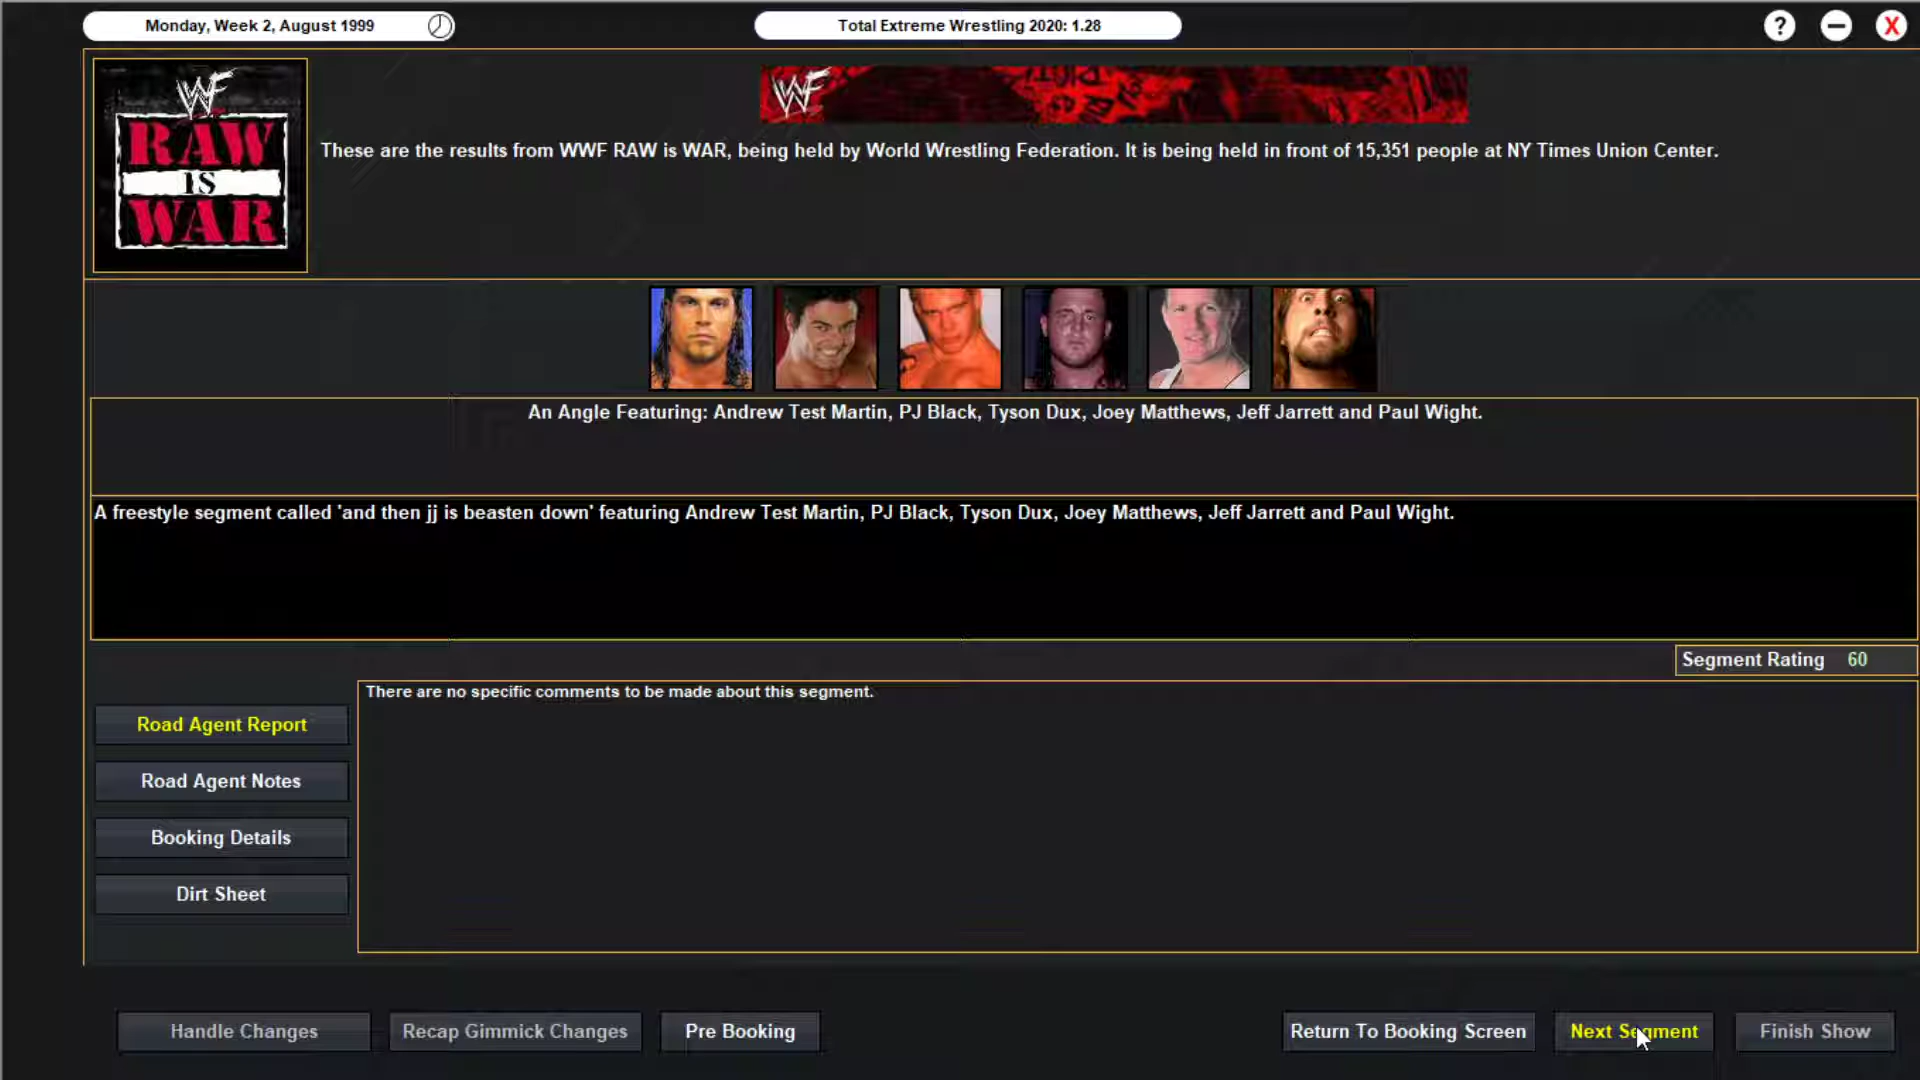 Monday, Week 2, August 1999
Total Extreme Wrestling 2020: 1.28
?
X
WF
RAW
IS
WAR
WF
These are the results from WWF RAW is WAR, being held by World Wrestling Federation. It is being held in front of 15,351 people at NY Times Union Center.
An Angle Featuring: Andrew Test Martin, PJ Black, Tyson Dux, Joey Matthews, Jeff Jarrett and Paul Wight.
A freestyle segment called 'and then jj is beasten down' featuring Andrew Test Martin, PJ Black, Tyson Dux, Joey Matthews, Jeff Jarrett and Paul Wight.
Segment Rating 60
There are no specific comments to be made about this segment.
Road Agent Report
Road Agent Notes
Booking Details
Dirt Sheet
Handle Changes
Recap Gimmick Changes
Pre Booking
Return To Booking Screen
Next Segment
Finish Show